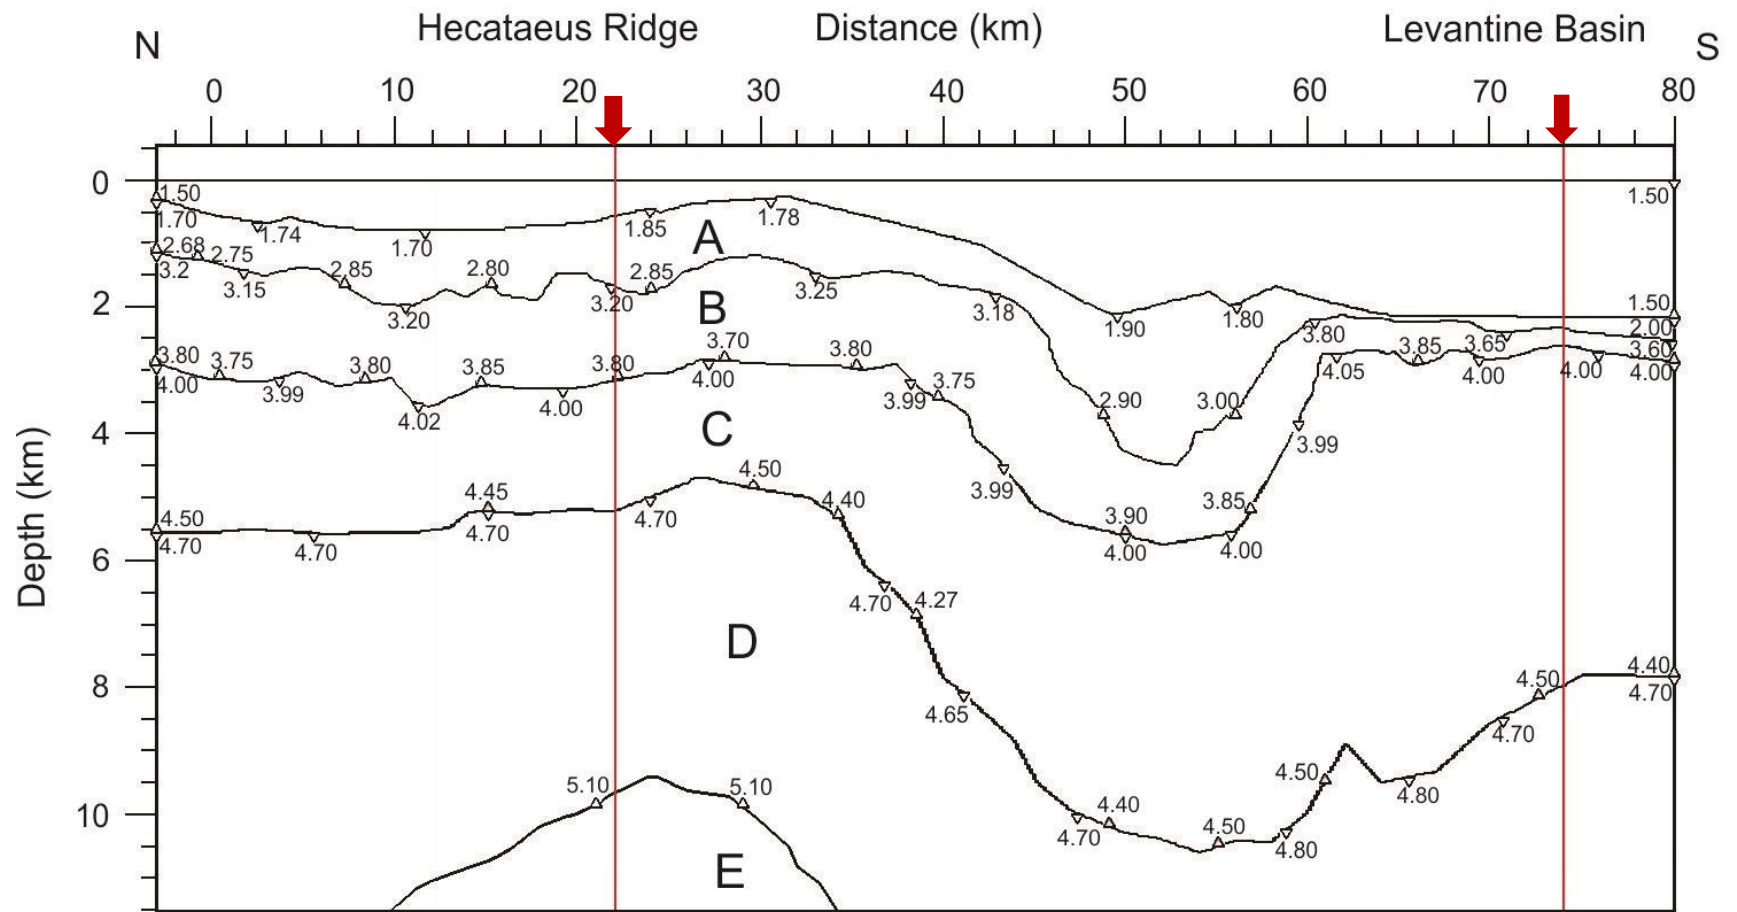 Hecataeus Ridge Distance (km) Levantine Basin
N S
0 10 20 30 40 50 60 70 80
0
1.50 1.50
1.70 1.74 1.70 1.85 1.78
A
2.68 2.75 2.85 2.80 2.85
3.2 3.15 3.20 3.20 3.25 3.18
2 B
1.90 1.80 1.50
2.00
3.80 3.65 3.85 3.60
3.80 3.75 3.80 3.85 3.80 3.70 3.80
4.00 3.99 4.02 4.00 4.00 3.99 3.75 2.90 3.00 4.05 4.00 4.00 4.00
4 C
3.99 3.99
4.50 4.45 4.50 4.40 3.90 3.85
4.70 4.70 4.70 4.70 4.00 4.00
Depth (km)
6
4.70 4.27
D
8 4.65 4.50 4.40
4.70 4.70
10 5.10 5.10 4.40 4.50 4.50 4.80
4.70 4.80
E